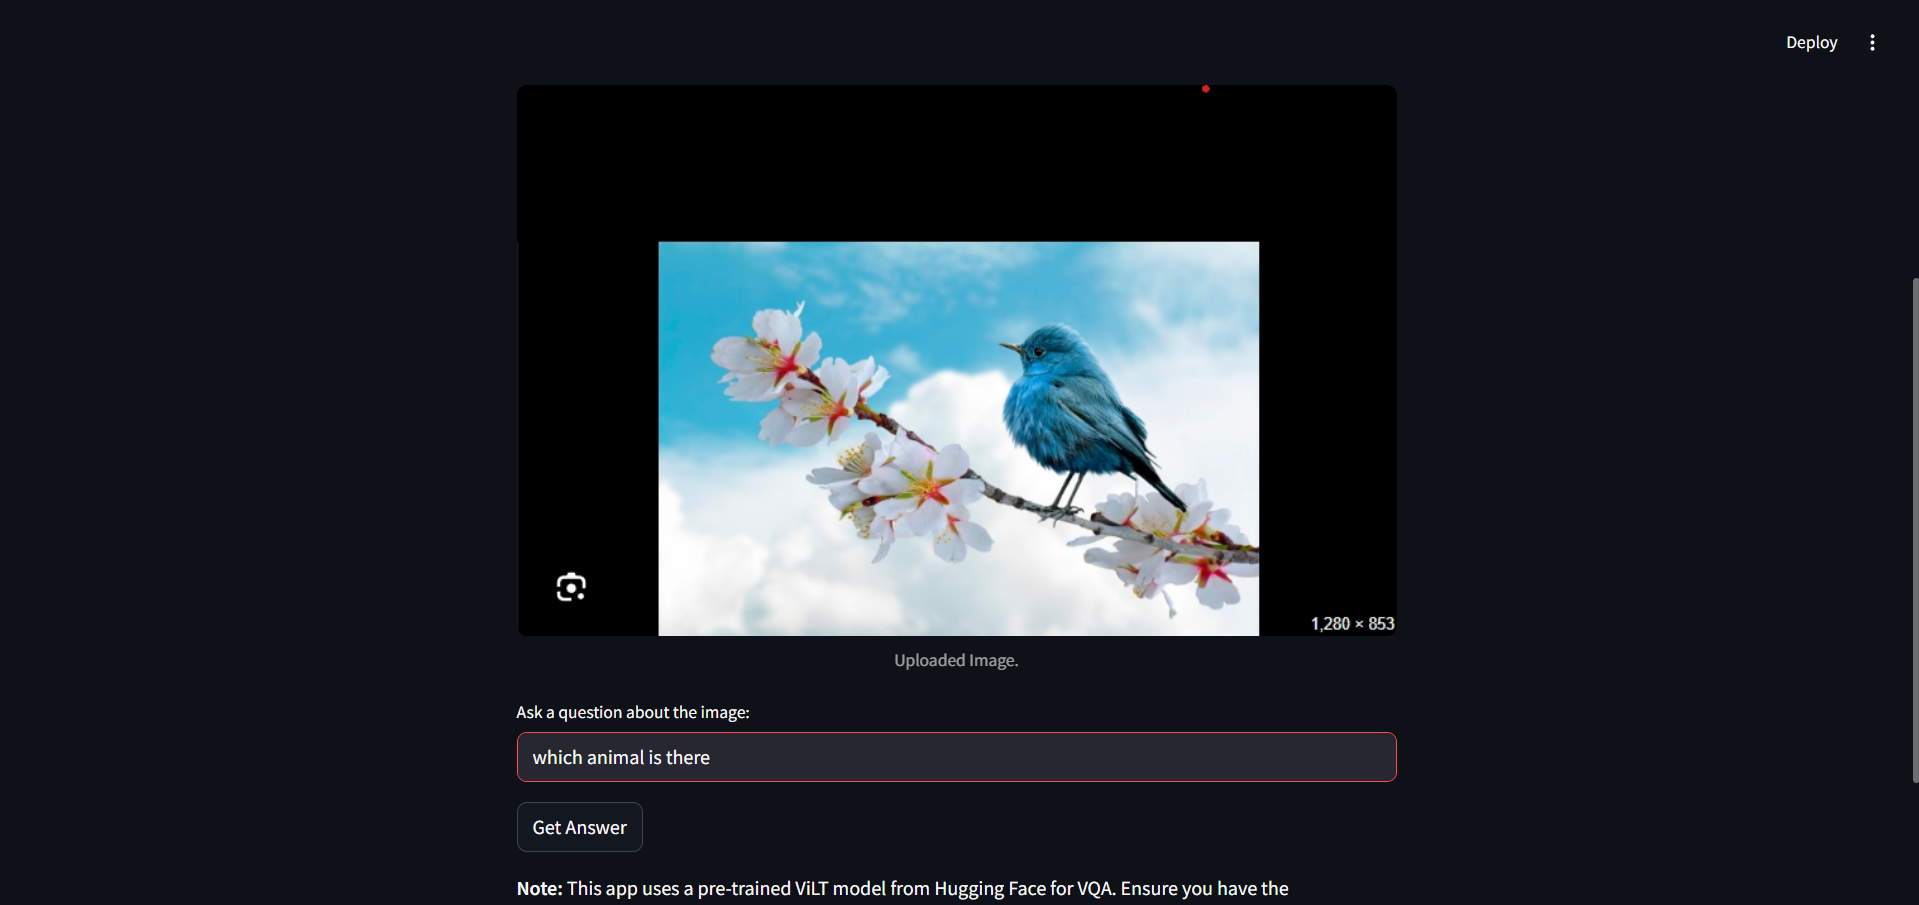 Deploy
1,280 × 853
Uploaded Image.
Ask a question about the image:
which animal is there
Get Answer
Note: This app uses a pre-trained ViLT model from Hugging Face for VQA. Ensure you have the